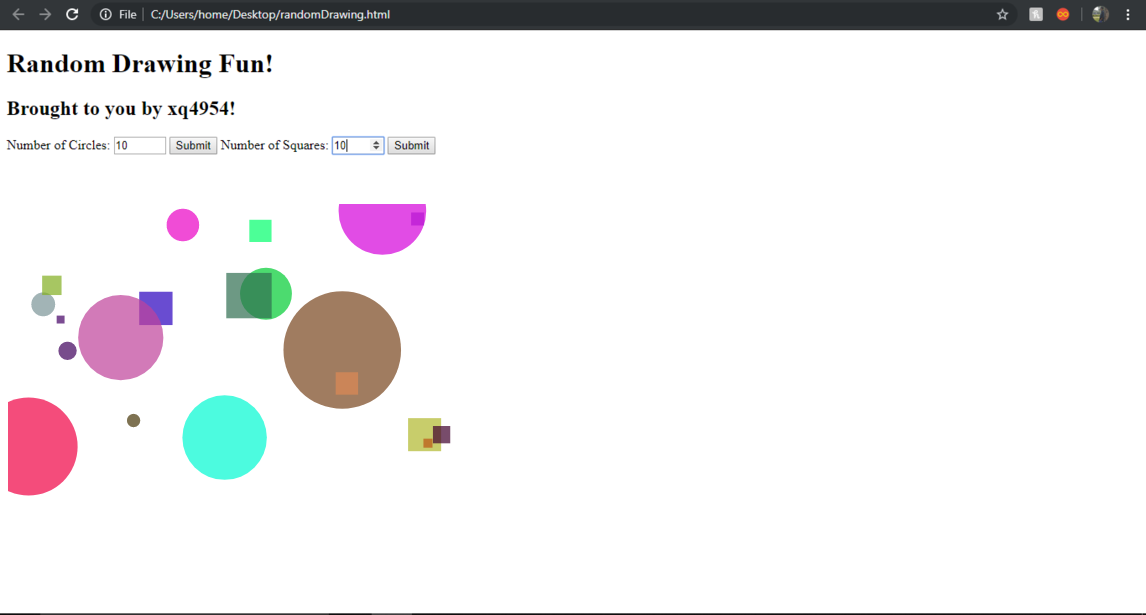 File C:/Users/home/Desktop/randomDrawing.html
Random Drawing Fun!
Brought to you by xq4954!
Number of Circles: 10 Submit Number of Squares: 10 Submit